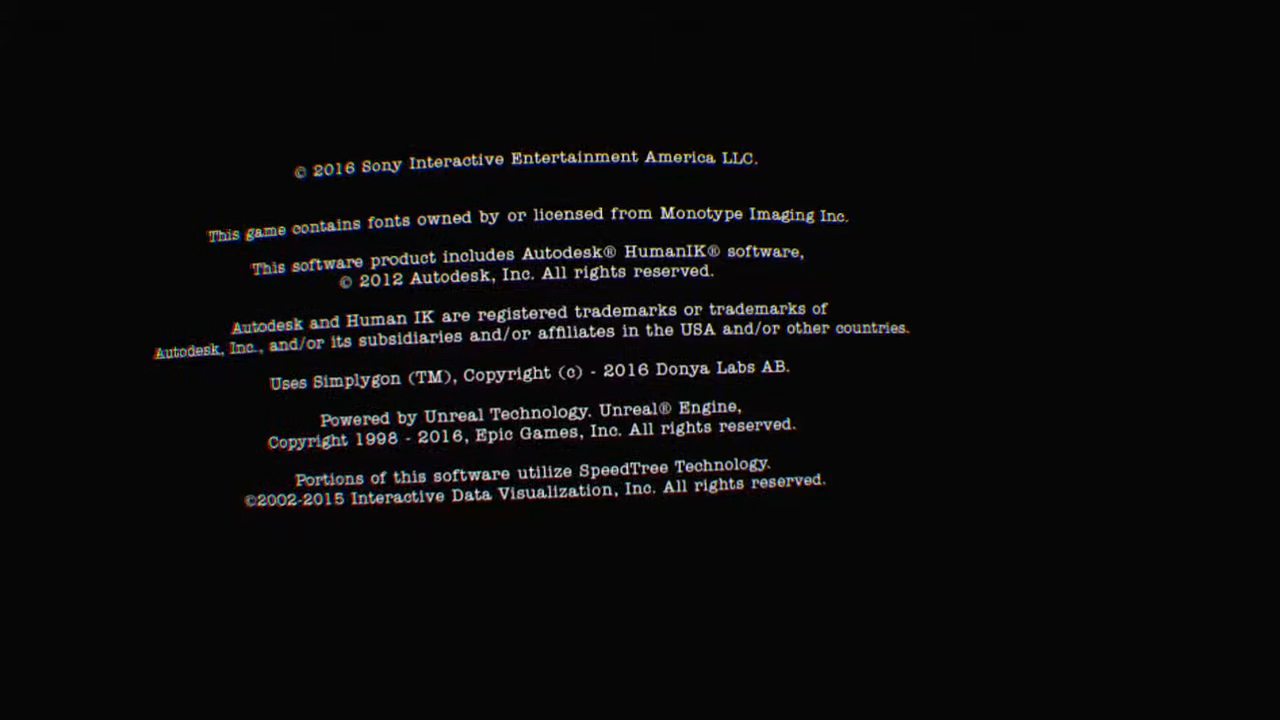 © 2016 Sony Interactive Entertainment America LLC.
This game contains fonts owned by or licensed from Monotype Imaging Inc.
This software product includes Autodesk® HumanIK® software,
© 2012 Autodesk, Inc. All rights reserved.
Autodesk and Human IK are registered trademarks or trademarks of
Autodesk, Inc., and/or its subsidiaries and/or affiliates in the USA and/or other countries.
Uses Simplygon (TM), Copyright (c) - 2016 Donya Labs AB.
Powered by Unreal Technology. Unreal® Engine,
Copyright 1998 - 2016, Epic Games, Inc. All rights reserved.
Portions of this software utilize SpeedTree Technology.
©2002-2015 Interactive Data Visualization, Inc. All rights reserved.